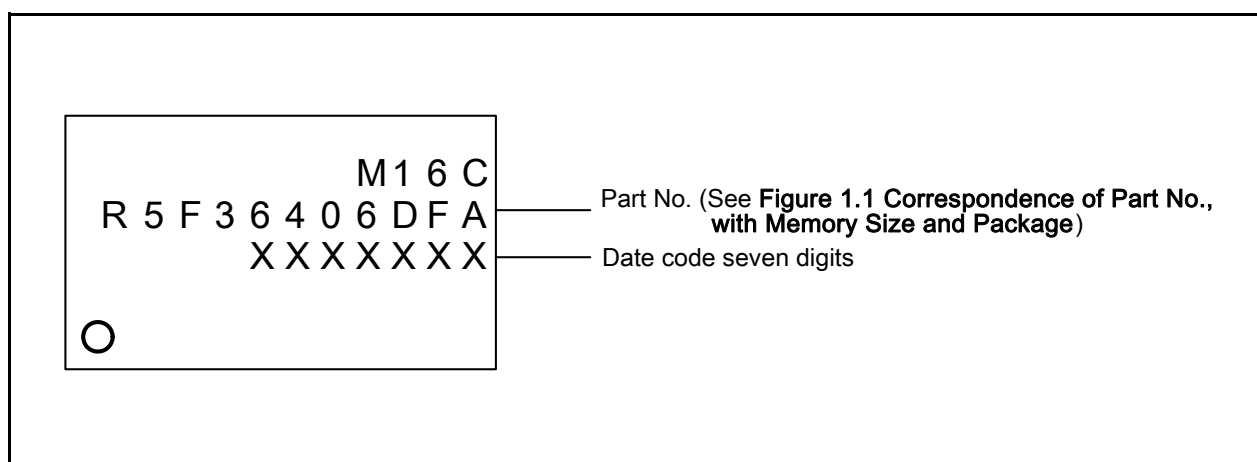 M16C
R5F36406DFA
XXXXXXX
Part No. (See Figure 1.1 Correspondence of Part No.,
with Memory Size and Package)
Date code seven digits